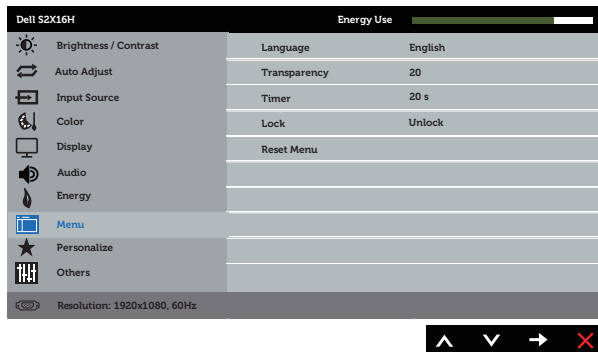 Dell S2X16H Energy Use
Brightness / Contrast
Auto Adjust
Input Source
Color
Display
Audio
Energy
Menu
Personalize
Others
Language English
Transparency 20
Timer 20 s
Lock Unlock
Reset Menu
Resolution: 1920x1080, 60Hz